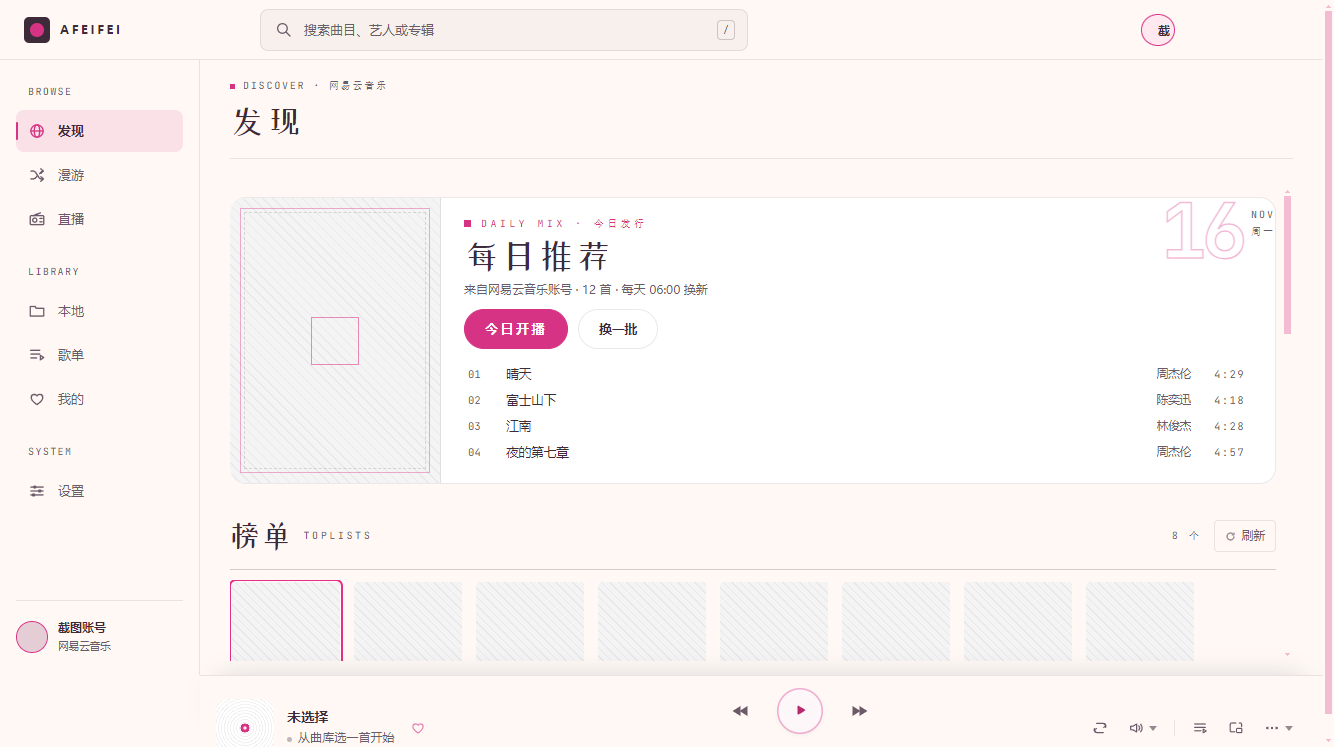 AFEIFEI
搜索曲目、艺人或专辑
/
截
BROWSE
发现
漫游
直播
LIBRARY
本地
歌单
我的
SYSTEM
设置
截图账号
网易云音乐
DISCOVER · 网易云音乐
发现
DAILY MIX · 今日发行
每日推荐
来自网易云音乐账号 · 12 首 · 每天 06:00 换新
16
NOV
周一
今日开播
换一批
01 晴天 周杰伦 4:29
02 富士山下 陈奕迅 4:18
03 江南 林俊杰 4:28
04 夜的第七章 周杰伦 4:57
榜单 TOPLISTS
8 个
刷新
未选择
从曲库选一首开始